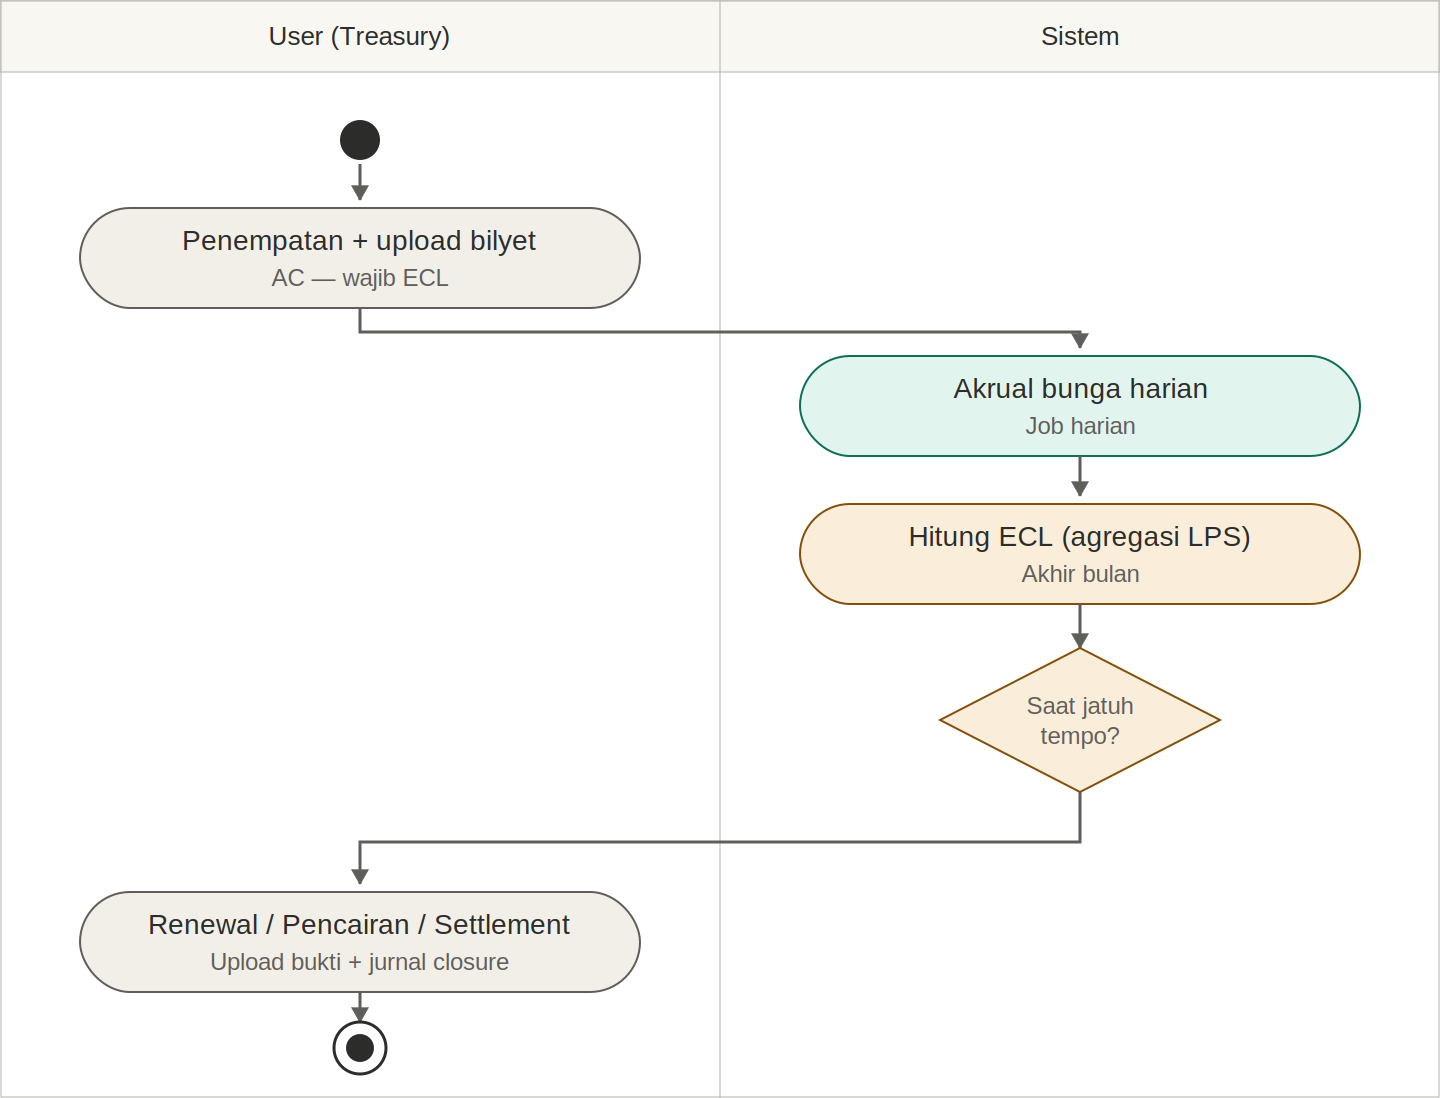 User (Treasury)
Sistem
Penempatan + upload bilyet
AC — wajib ECL
Akrual bunga harian
Job harian
Hitung ECL (agregasi LPS)
Akhir bulan
Saat jatuh
tempo?
Renewal / Pencairan / Settlement
Upload bukti + jurnal closure